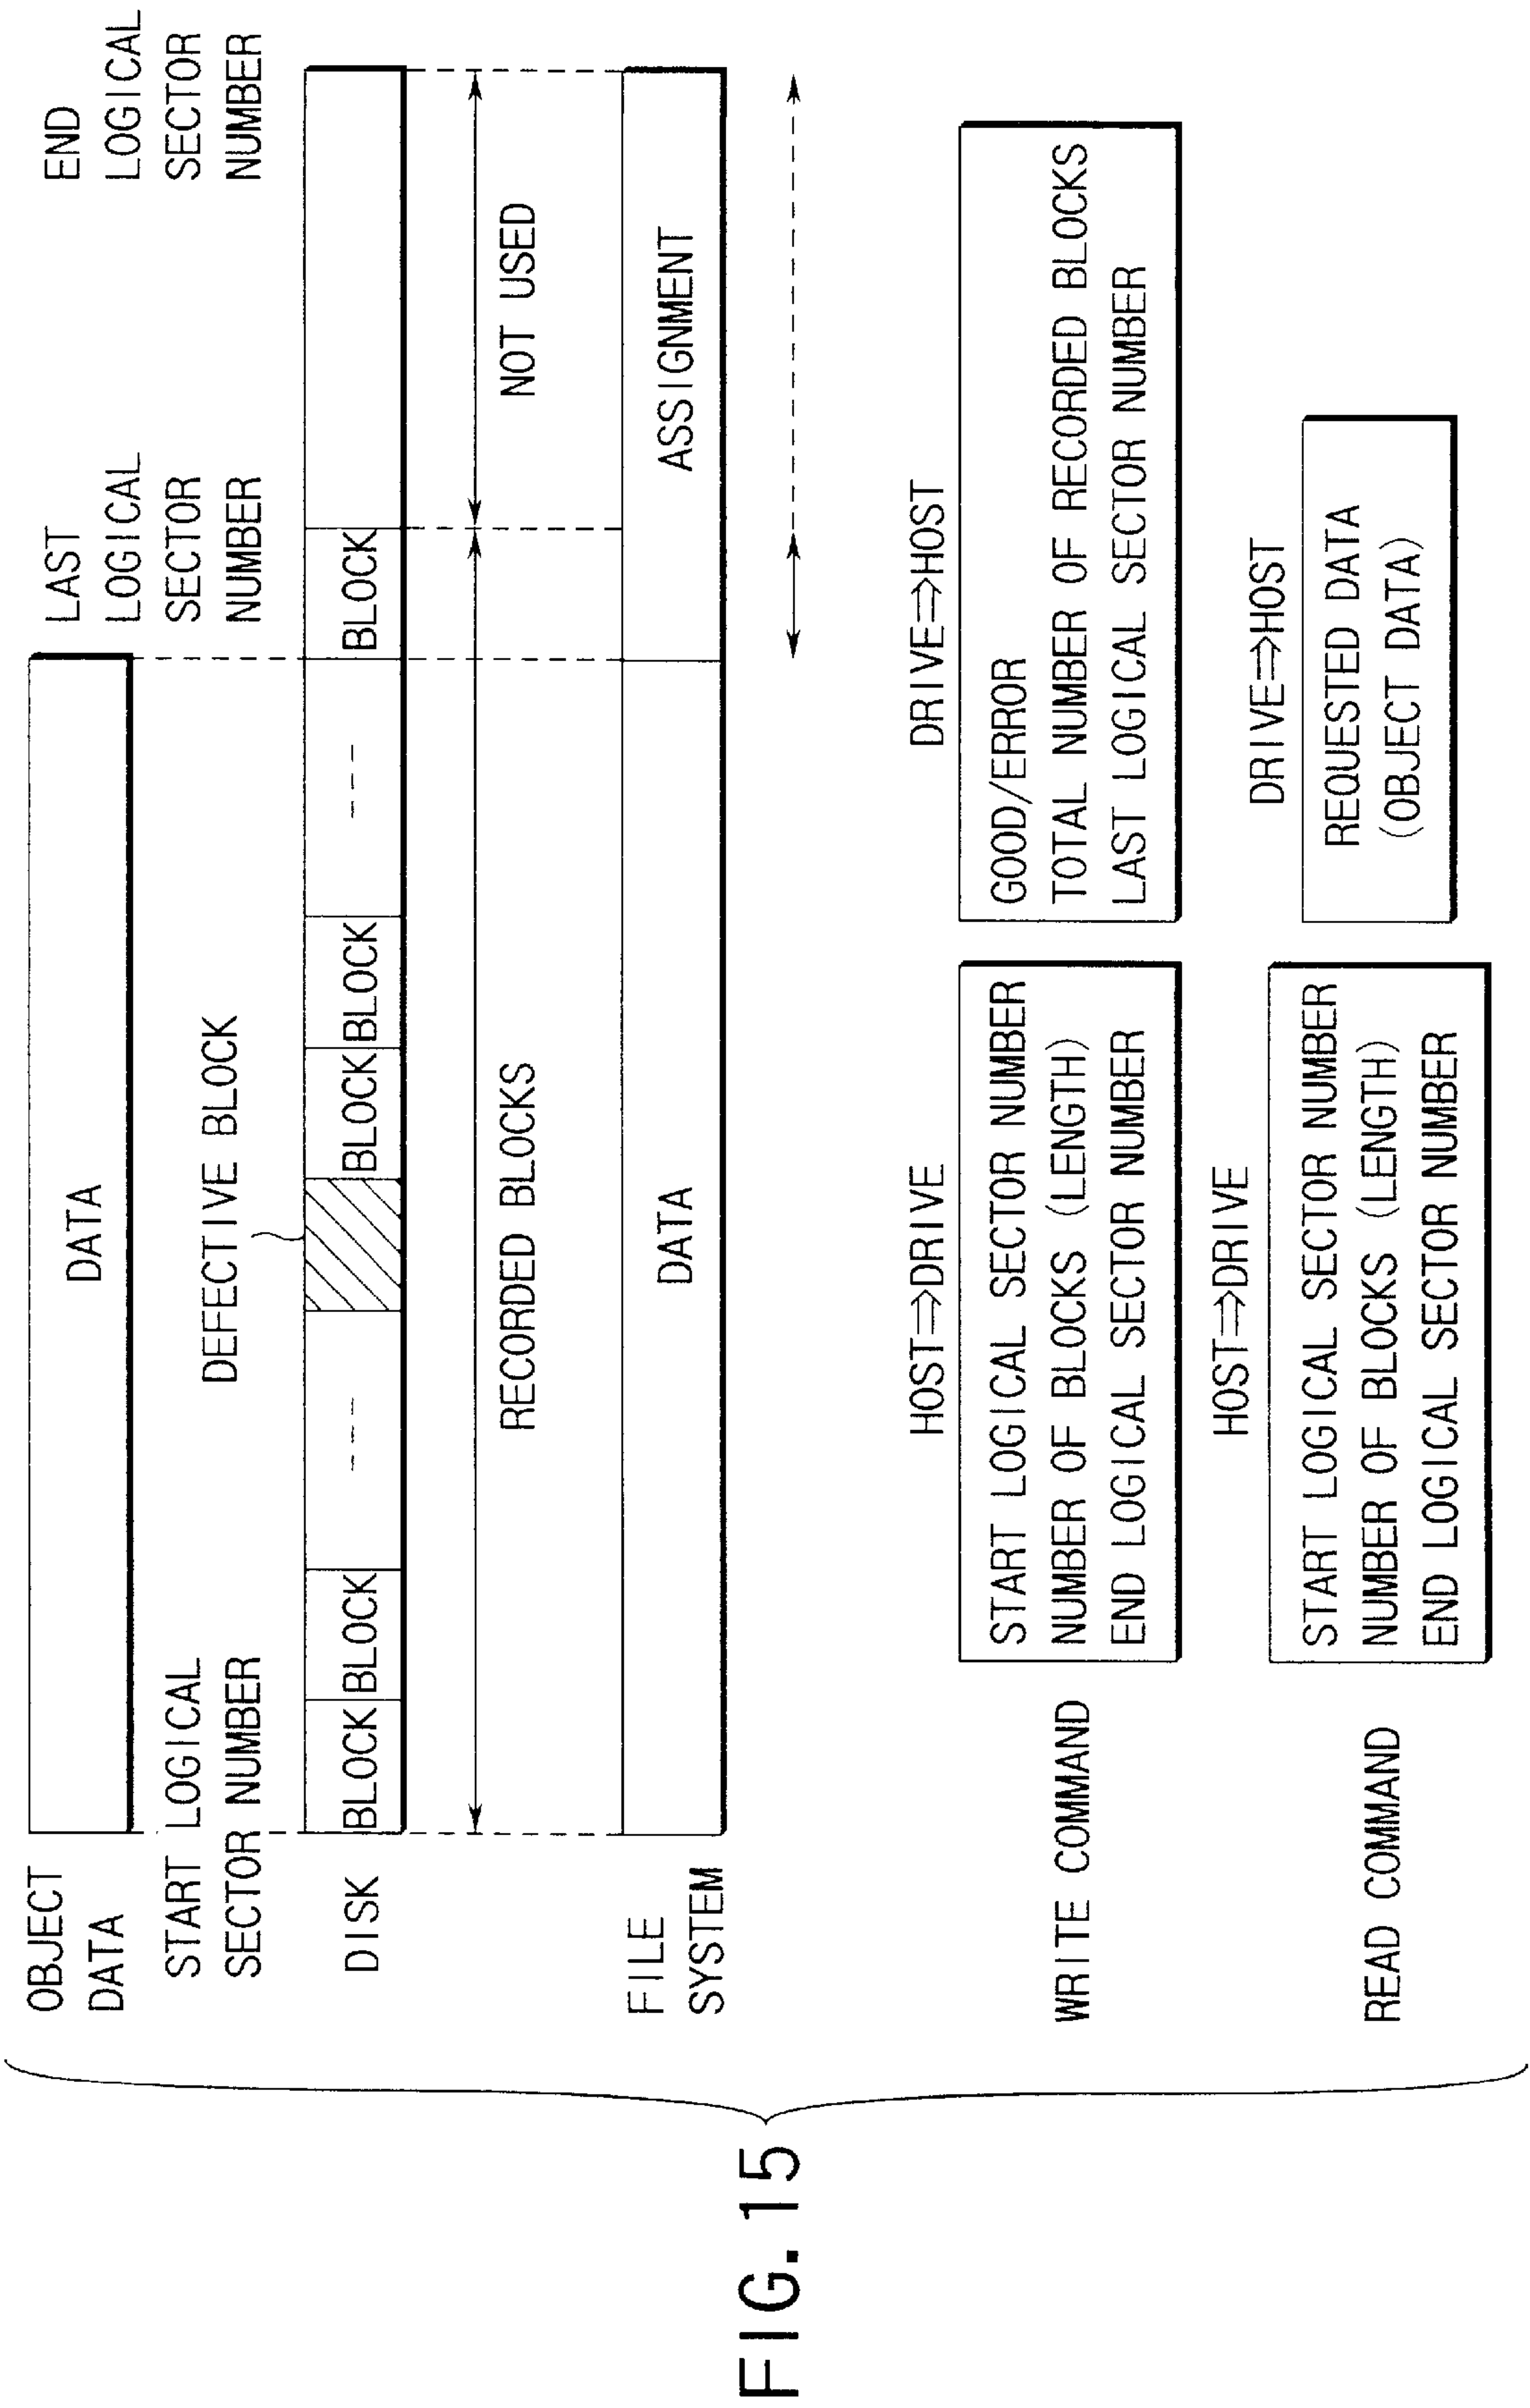 FIG. 15
OBJECT
DATA
DATA
START LOGICAL
SECTOR NUMBER
DEFECTIVE BLOCK
LAST
LOGICAL
SECTOR
NUMBER
END
LOGICAL
SECTOR
NUMBER
DISK
BLOCK BLOCK --- BLOCK BLOCK --- BLOCK
RECORDED BLOCKS
NOT USED
FILE
SYSTEM
DATA
ASSIGNMENT
WRITE COMMAND
HOST⇒DRIVE
START LOGICAL SECTOR NUMBER
NUMBER OF BLOCKS (LENGTH)
END LOGICAL SECTOR NUMBER
DRIVE⇒HOST
GOOD/ERROR
TOTAL NUMBER OF RECORDED BLOCKS
LAST LOGICAL SECTOR NUMBER
READ COMMAND
HOST⇒DRIVE
START LOGICAL SECTOR NUMBER
NUMBER OF BLOCKS (LENGTH)
END LOGICAL SECTOR NUMBER
DRIVE⇒HOST
REQUESTED DATA
(OBJECT DATA)